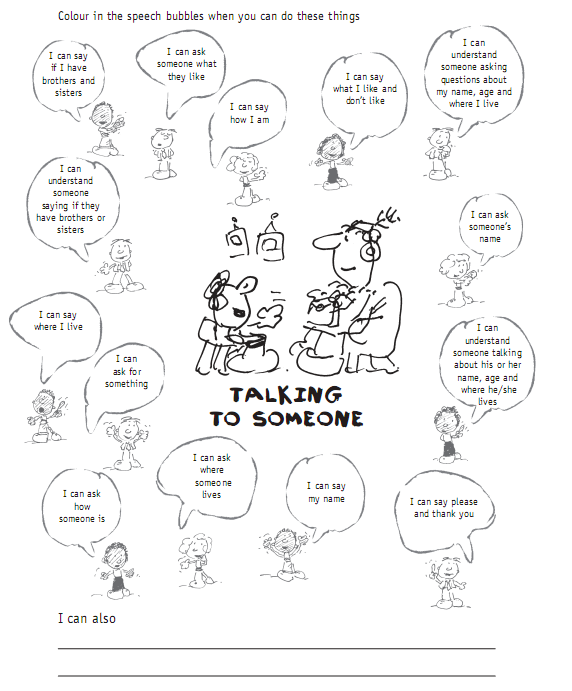 Colour in the speech bubbles when you can do these things
I can say
if I have
brothers and
sisters
I can ask
someone what
they like
I can say
how I am
I can say
what I like and
don't like
I can
understand
someone asking
questions about
my name, age and
where I live
I can
understand
someone
saying if they
have brothers or
sisters
I can ask
someone's
name
I can say
where I live
I can
ask for
something
I can
understand
someone talking
about his or her
name, age and
where he/she
lives
TALKING
TO SOMEONE
I can ask
how
someone is
I can ask
where
someone
lives
I can say
my name
I can say please
and thank you
I can also